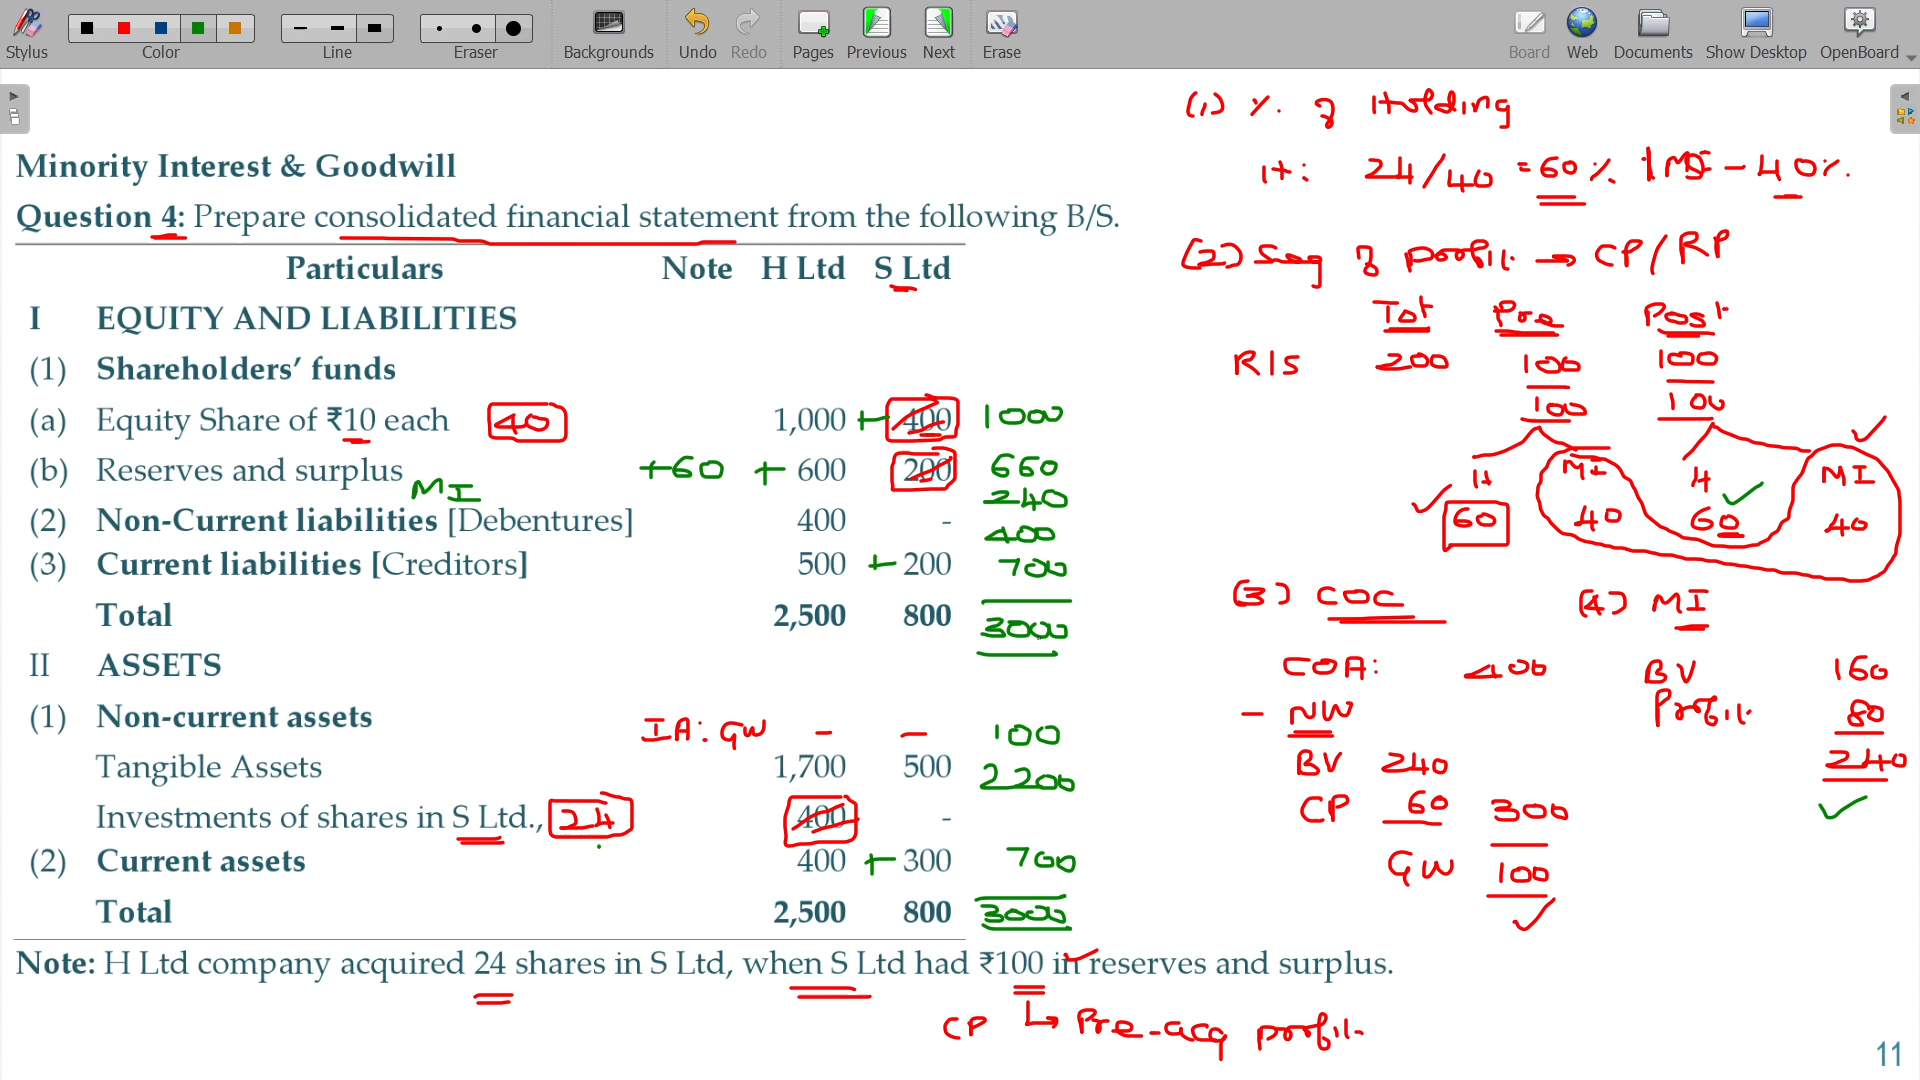 Stylus Color Line Eraser Backgrounds Undo Redo Pages Previous Next Erase Board Web Documents Show Desktop OpenBoard
Minority Interest & Goodwill
Question 4: Prepare consolidated financial statement from the following B/S.
Particulars Note H Ltd S Ltd
I EQUITY AND LIABILITIES
(1) Shareholders’ funds
(a) Equity Share of ₹10 each 40 1,000 + 400 1000
(b) Reserves and surplus +60 + 600 200 660
MI 240
(2) Non-Current liabilities [Debentures] 400 - 400
(3) Current liabilities [Creditors] 500 + 200 700
Total 2,500 800 3000
II ASSETS
(1) Non-current assets
IA: GW - - 100
Tangible Assets 1,700 500 2200
Investments of shares in S Ltd., 24 400 -
(2) Current assets 400 + 300 700
Total 2,500 800 3000
Note: H Ltd company acquired 24 shares in S Ltd, when S Ltd had ₹100 in reserves and surplus.
CP Pre-acq profit
(1) % of Holding
H: 24/40 = 60% MI - 40%
(2) Seg of profit → CP/RP
Tot Pre Post
R/S 200 100 100
100 100
H MI H MI
60 40 60 40
(3) COC
COA: 400
- NW
BV 240
CP 60 300
GW 100
(4) MI
BV 160
Profit 80
240
11